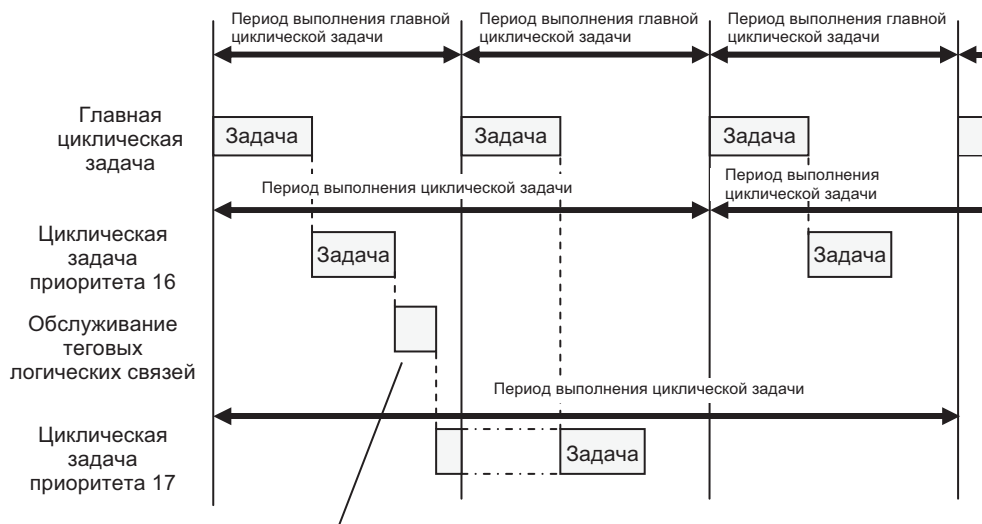 Период выполнения главной
циклической задачи
Период выполнения главной
циклической задачи
Период выполнения главной
циклической задачи
Главная
циклическая
задача
Задача
Задача
Задача
Период выполнения циклической задачи
Период выполнения
циклической задачи
Циклическая
задача
приоритета 16
Задача
Задача
Обслуживание
теговых
логических связей
Период выполнения циклической задачи
Циклическая
задача
приоритета 17
Задача